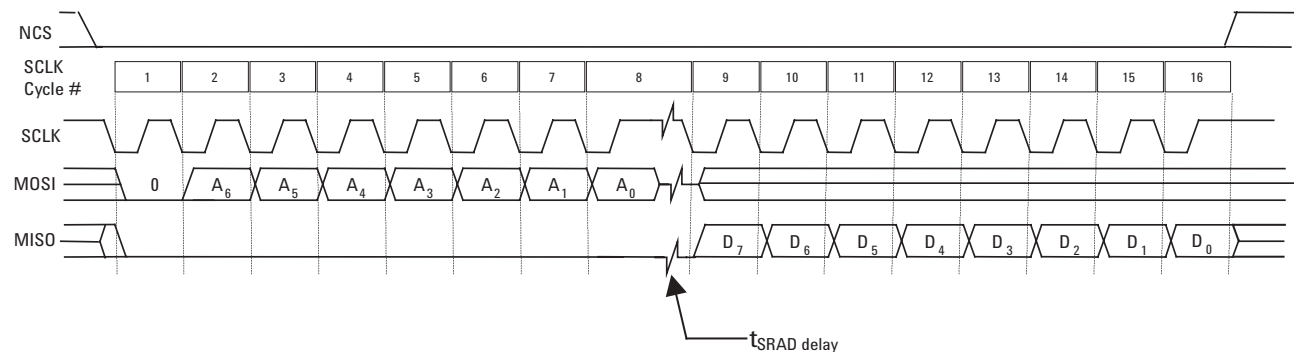 NCS
SCLK
Cycle #
1 2 3 4 5 6 7 8 9 10 11 12 13 14 15 16
SCLK
MOSI 0 A6 A5 A4 A3 A2 A1 A0
MISO D7 D6 D5 D4 D3 D2 D1 D0
tSRAD delay